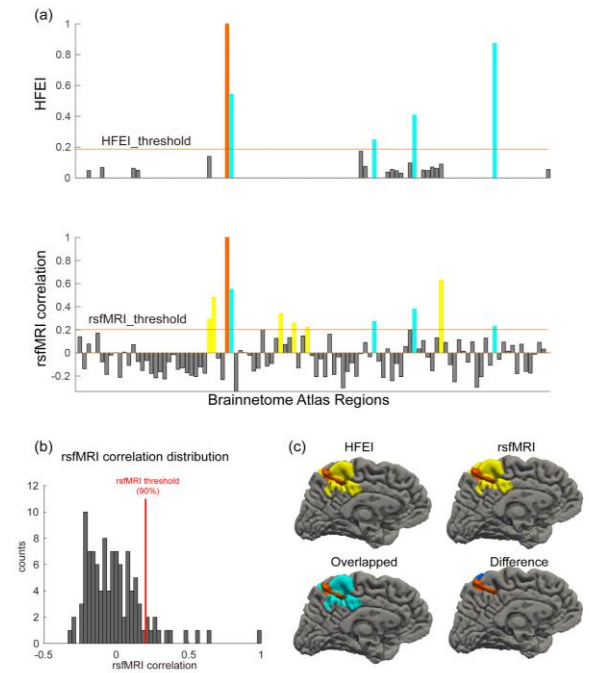 (a)
1
0.8
0.6
0.4
0.2
0
HFEI
HFEI_threshold
1
0.8
0.6
0.4
0.2
0
-0.2
rsfMRI correlation
rsfMRI_threshold
Brainnetome Atlas Regions
(b)
rsfMRI correlation distribution
rsfMRI threshold
(90%)
12
10
8
6
4
2
0
counts
-0.5
0
0.5
1
rsfMRI correlation
(c)
HFEI
rsfMRI
Overlapped
Difference